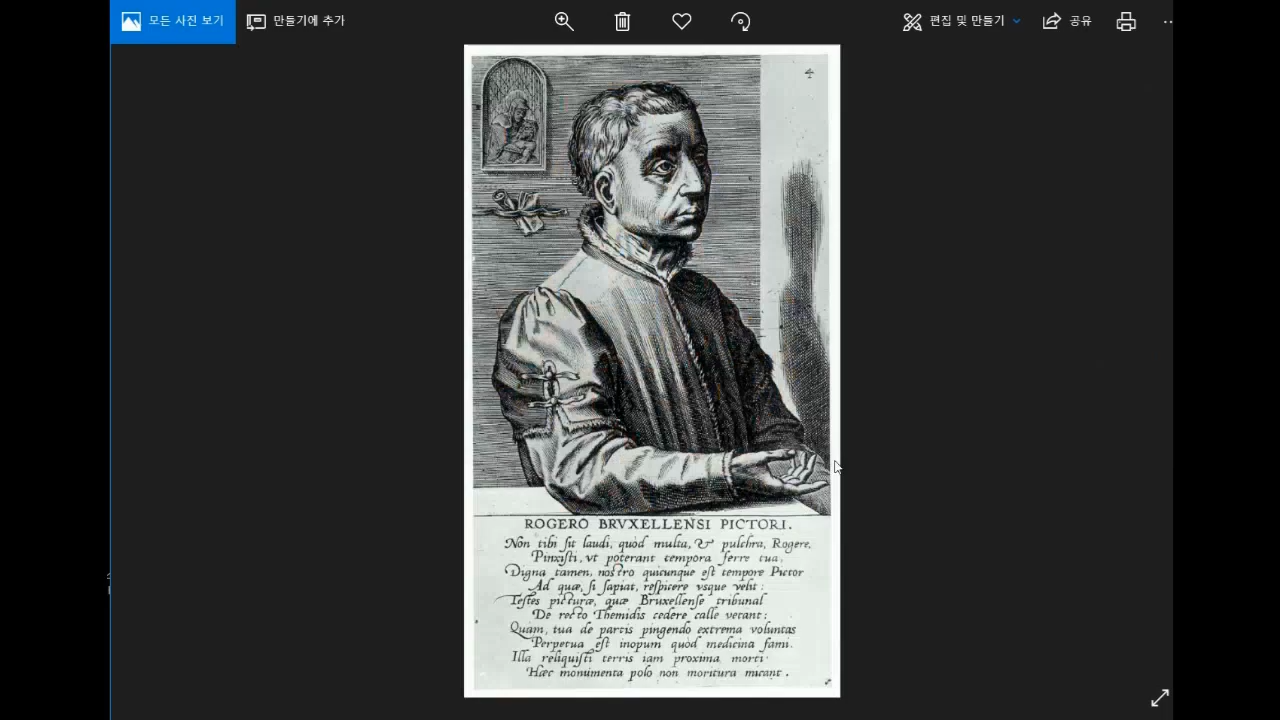 모든 사진 보기
만들기에 추가
편집 및 만들기
공유
4
ROGERO BRVXELLENSI PICTORI.
Non tibi sit laudi, quod multa, & pulchra, Rogere,
Pinxisti, vt poterant tempora ferre tua,
Digna tamen, nostro quicunque est tempore Pictor
Ad quæ, si sapiat, respicere vsque velit:
Testes picturæ, quæ Bruxellense tribunal
De recto Themidis cedere calle vetant:
Quam, tua de partis pingendo extrema voluntas
Perpetua est inopum quod medicina fami.
Illa reliquisti terris iam proxima morti:
Hæc monimenta polo non moritura micant.